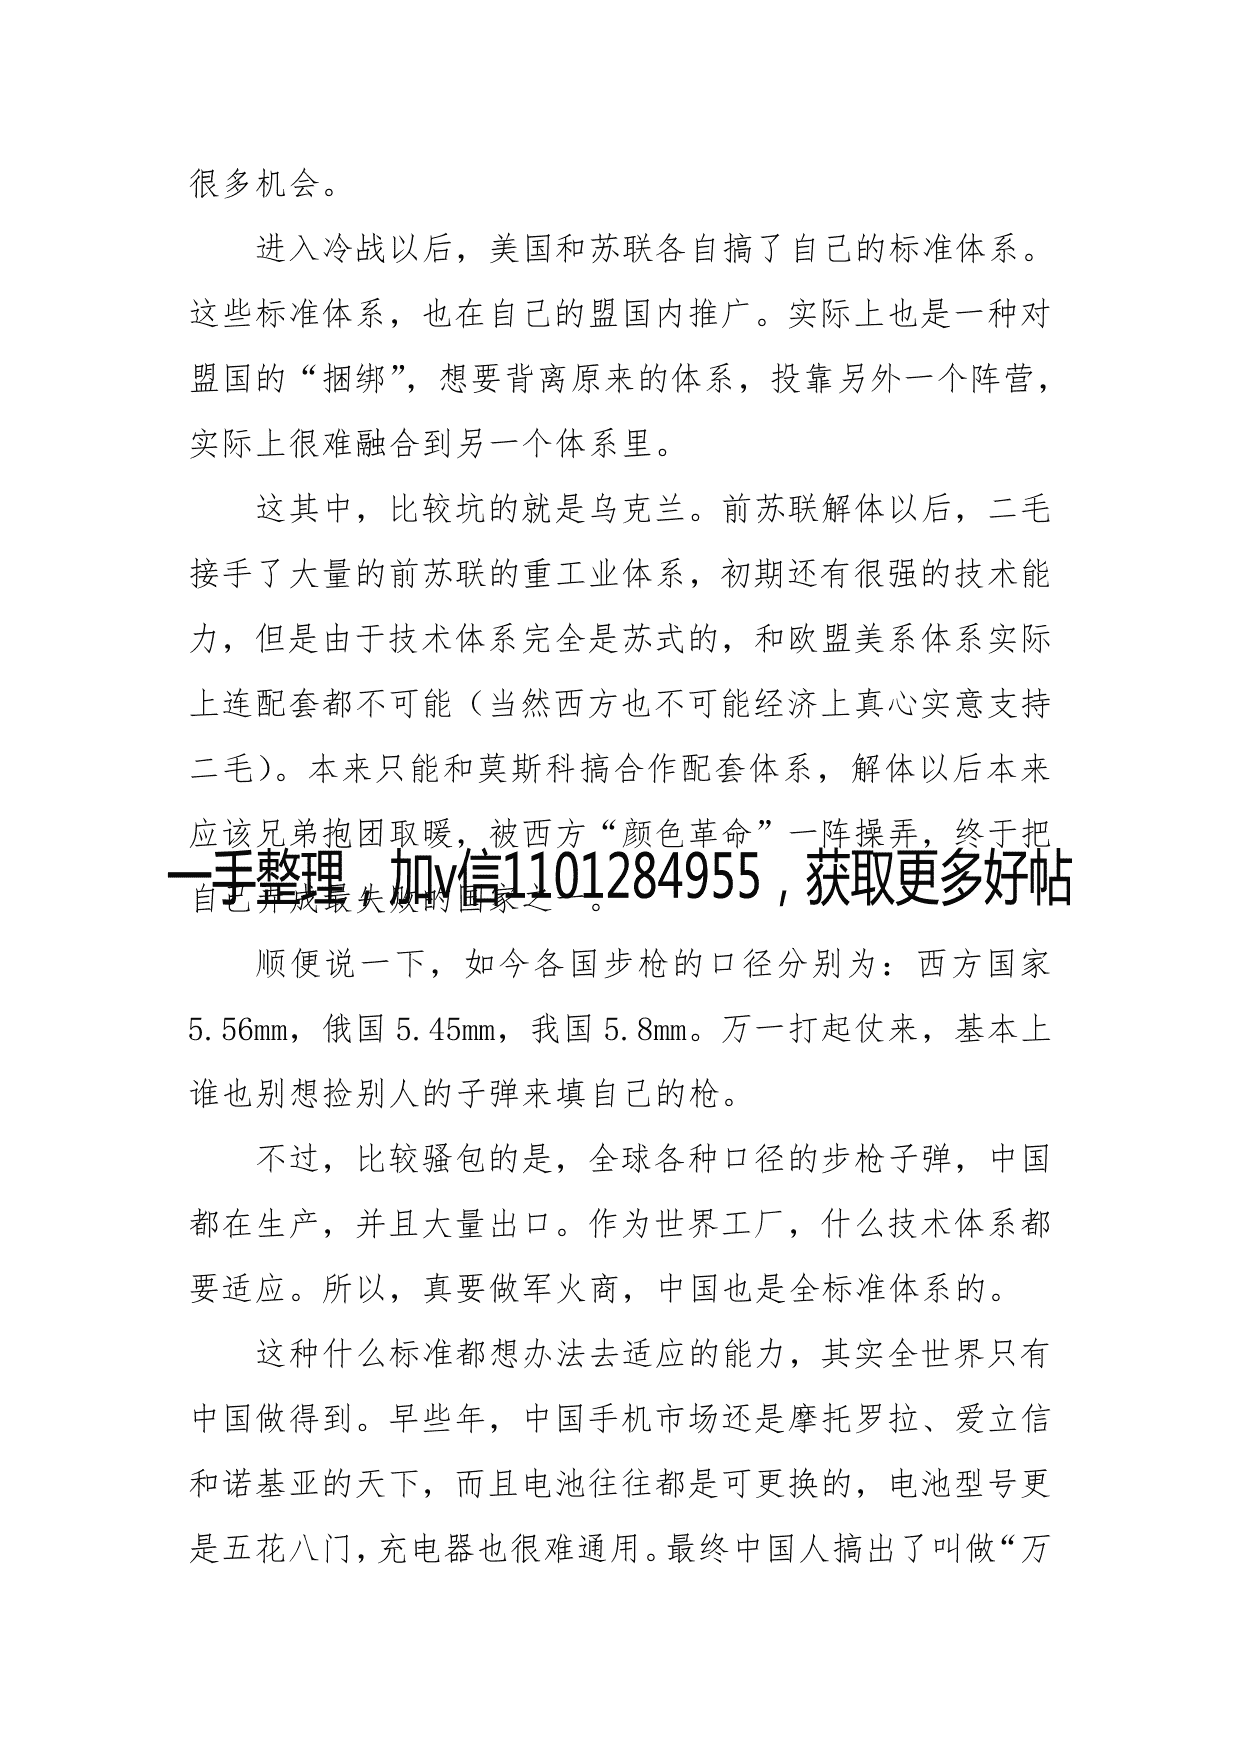 很多机会。
进入冷战以后，美国和苏联各自搞了自己的标准体系。
这些标准体系，也在自己的盟国内推广。实际上也是一种对
盟国的“捆绑”，想要背离原来的体系，投靠另外一个阵营，
实际上很难融合到另一个体系里。
这其中，比较坑的就是乌克兰。前苏联解体以后，二毛
接手了大量的前苏联的重工业体系，初期还有很强的技术能
力，但是由于技术体系完全是苏式的，和欧盟美系体系实际
上连配套都不可能（当然西方也不可能经济上真心实意支持
二毛）。本来只能和莫斯科搞合作配套体系，解体以后本来
应该兄弟抱团取暖，被西方“颜色革命”一阵操弄，终于把
一手整理，加v信1101284955，获取更多好帖
自己弄成最失败的国家之一。
顺便说一下，如今各国步枪的口径分别为：西方国家
5.56mm，俄国 5.45mm，我国 5.8mm。万一打起仗来，基本上
谁也别想捡别人的子弹来填自己的枪。
不过，比较骚包的是，全球各种口径的步枪子弹，中国
都在生产，并且大量出口。作为世界工厂，什么技术体系都
要适应。所以，真要做军火商，中国也是全标准体系的。
这种什么标准都想办法去适应的能力，其实全世界只有
中国做得到。早些年，中国手机市场还是摩托罗拉、爱立信
和诺基亚的天下，而且电池往往都是可更换的，电池型号更
是五花八门，充电器也很难通用。最终中国人搞出了叫做“万